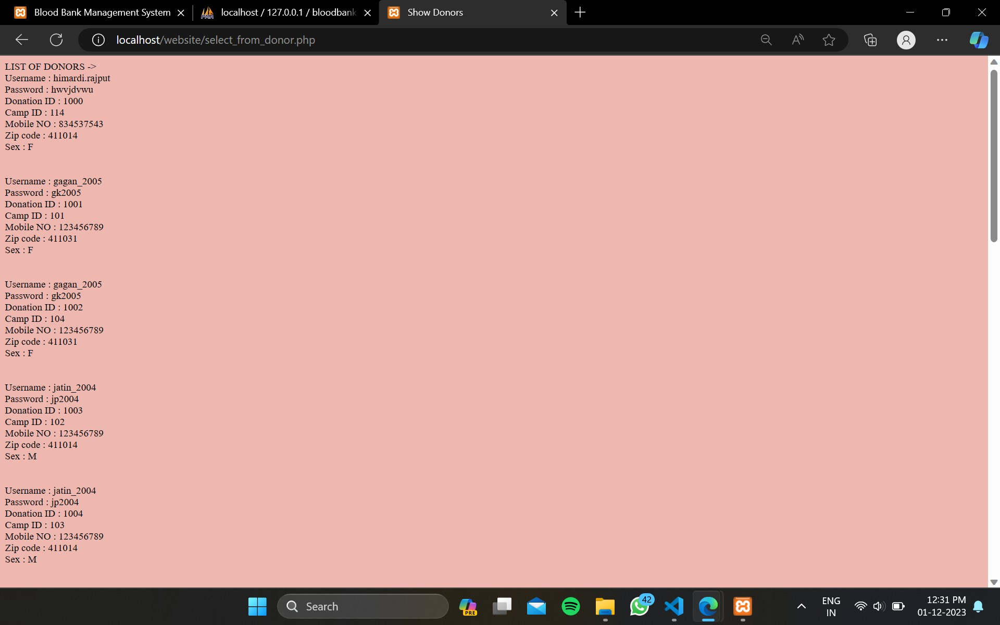 Blood Bank Management System
localhost / 127.0.0.1 / bloodbank
Show Donors
localhost/website/select_from_donor.php
LIST OF DONORS ->
Username : himardi.rajput
Password : hwvjdvwu
Donation ID : 1000
Camp ID : 114
Mobile NO : 834537543
Zip code : 411014
Sex : F
Username : gagan_2005
Password : gk2005
Donation ID : 1001
Camp ID : 101
Mobile NO : 123456789
Zip code : 411031
Sex : F
Username : gagan_2005
Password : gk2005
Donation ID : 1002
Camp ID : 104
Mobile NO : 123456789
Zip code : 411031
Sex : F
Username : jatin_2004
Password : jp2004
Donation ID : 1003
Camp ID : 102
Mobile NO : 123456789
Zip code : 411014
Sex : M
Username : jatin_2004
Password : jp2004
Donation ID : 1004
Camp ID : 103
Mobile NO : 123456789
Zip code : 411014
Sex : M
Search
PRE
42
ENG
IN
12:31 PM
01-12-2023